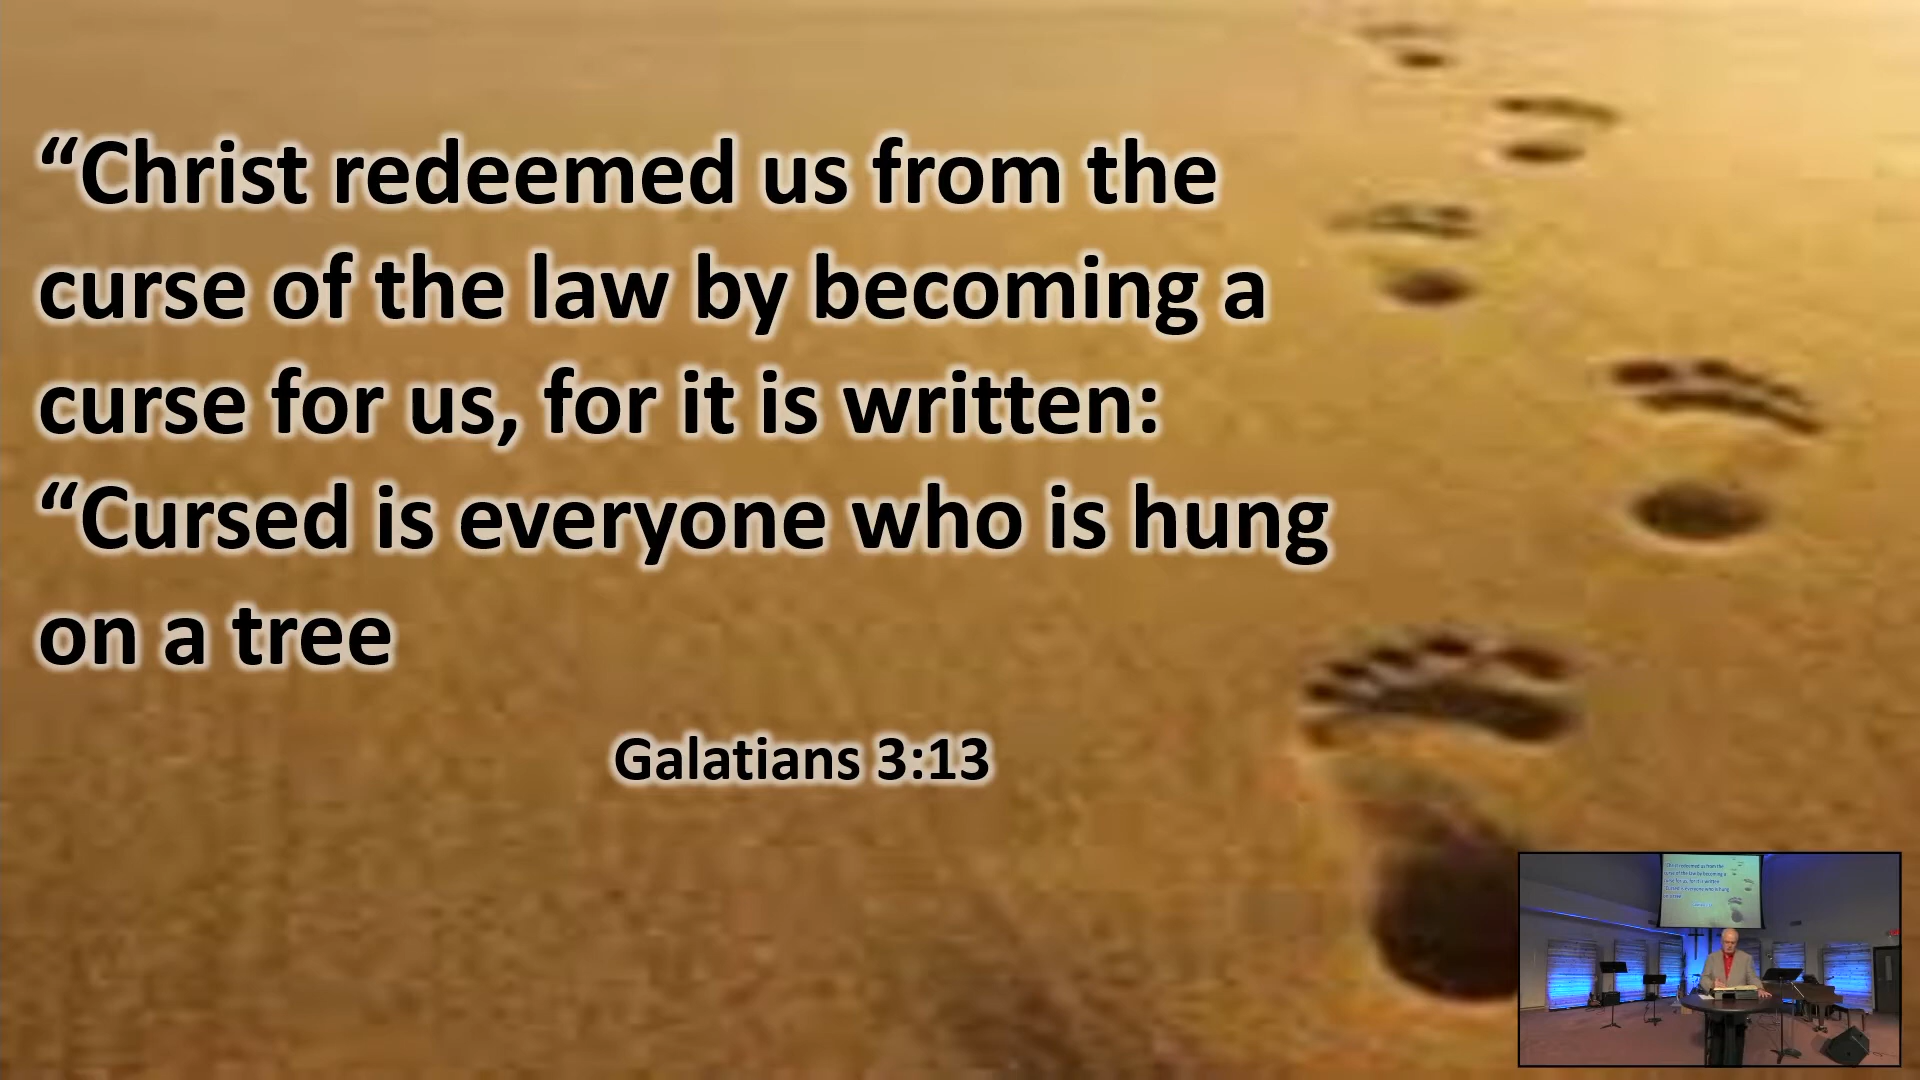 “Christ redeemed us from the
curse of the law by becoming a
curse for us, for it is written:
“Cursed is everyone who is hung
on a tree
Galatians 3:13